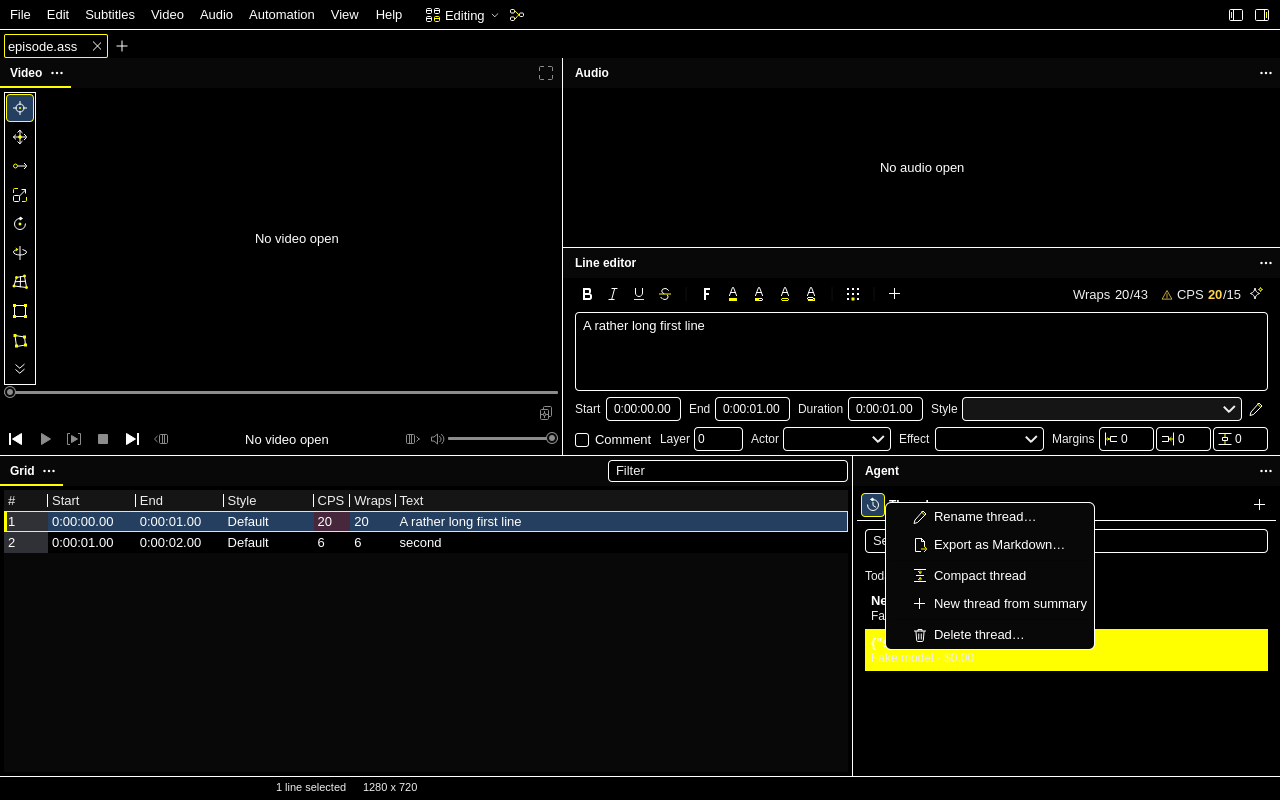 File Edit Subtitles Video Audio Automation View Help Editing
episode.ass
Video
Audio
No video open
No audio open
Line editor
Wraps 20/43 CPS 20/15
A rather long first line
Start 0:00:00.00 End 0:00:01.00 Duration 0:00:01.00 Style
No video open
Comment Layer 0 Actor Effect Margins 0 0 0
Grid
Filter
Agent
# Start End Style CPS Wraps Text
1 0:00:00.00 0:00:01.00 Default 20 20 A rather long first line
2 0:00:01.00 0:00:02.00 Default 6 6 second
Rename thread…
Export as Markdown…
Compact thread
New thread from summary
Delete thread…
Fake model · $0.00
1 line selected 1280 x 720